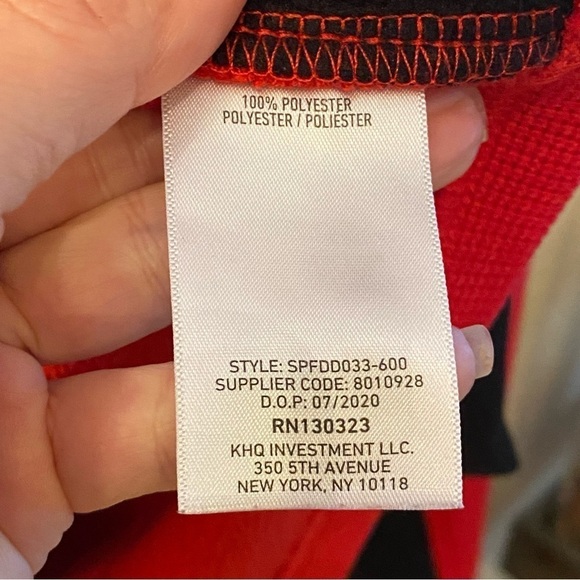 100% POLYESTER
POLYESTER / POLIESTER
STYLE: SPFDD033-600
SUPPLIER CODE: 8010928
D.O.P: 07/2020
RN130323
KHQ INVESTMENT LLC.
350 5TH AVENUE
NEW YORK, NY 10118